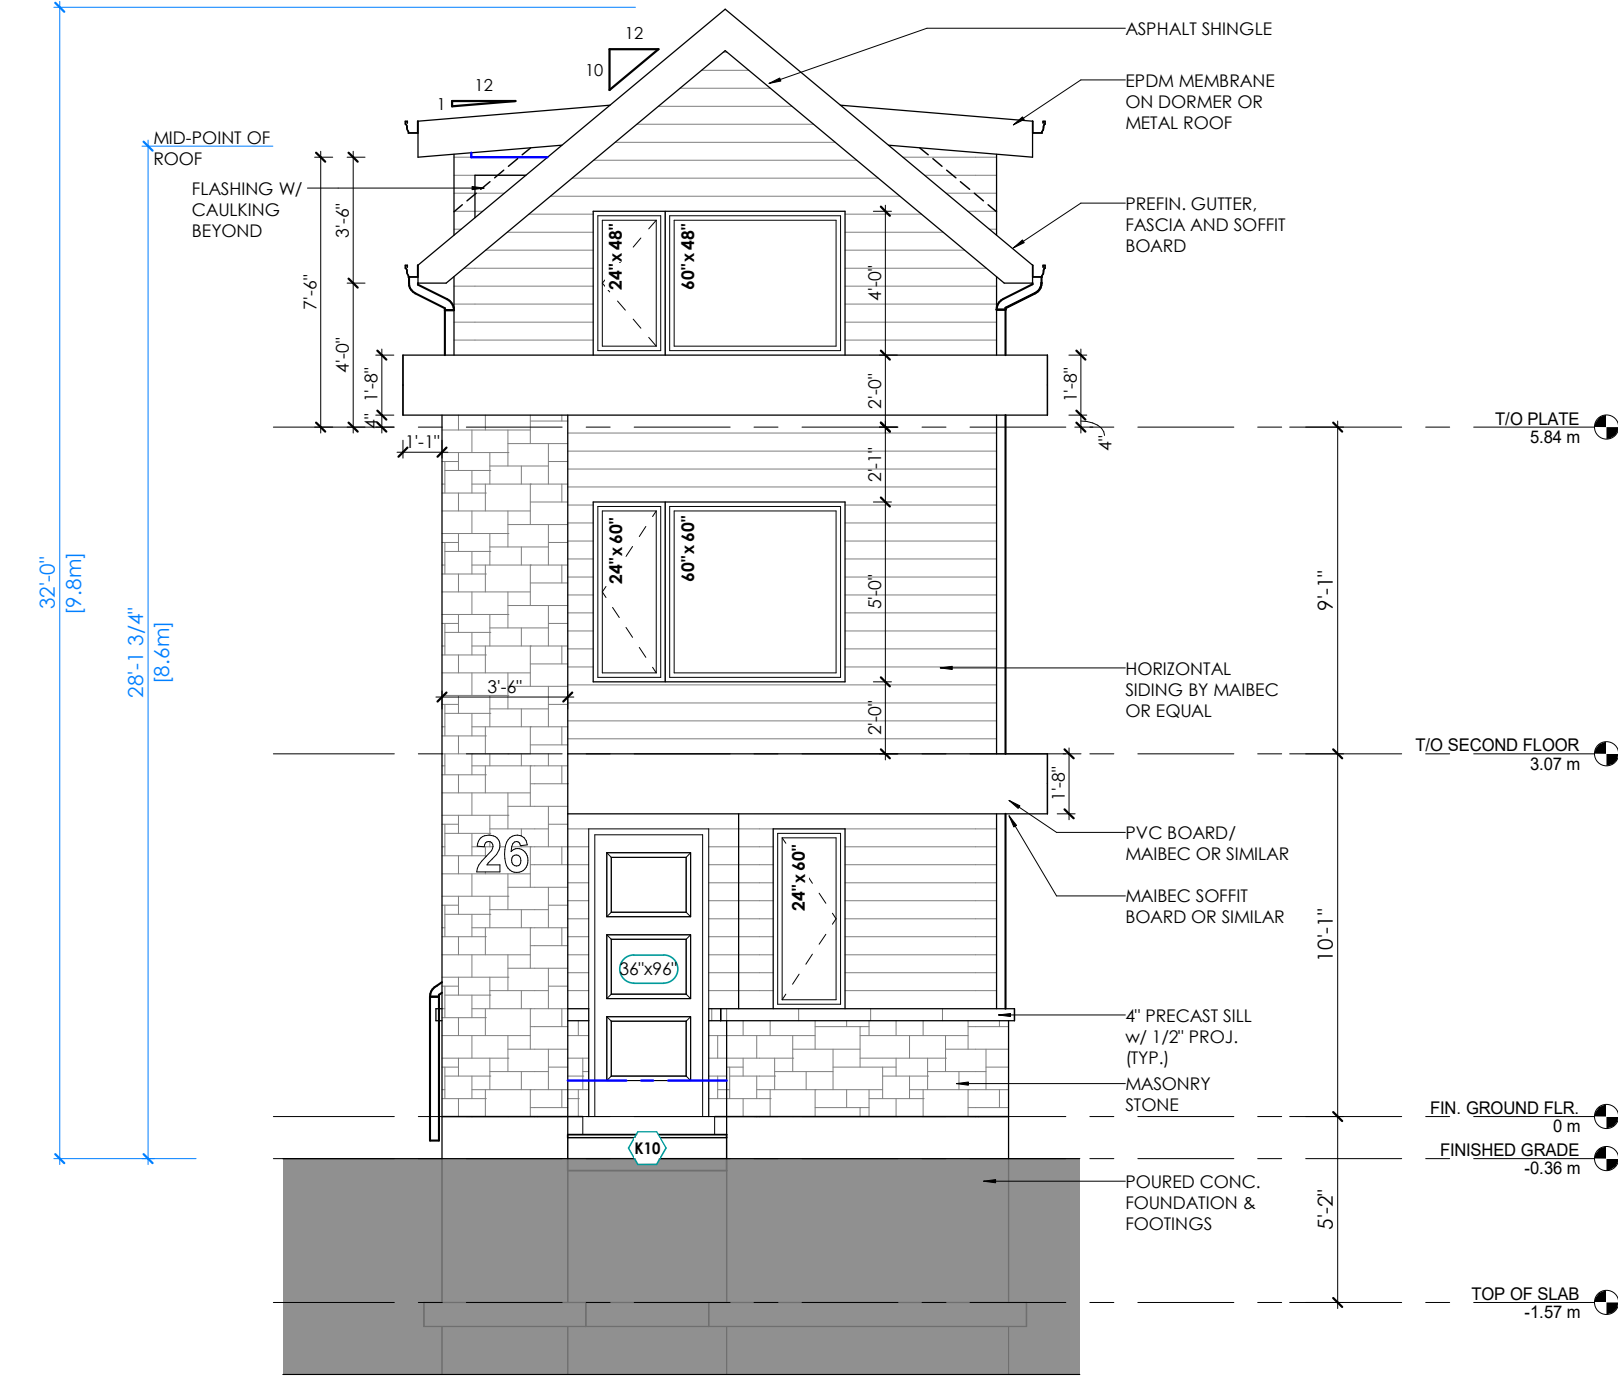 12
10
12
1
ASPHALT SHINGLE
EPDM MEMBRANE
ON DORMER OR
METAL ROOF
MID-POINT OF
ROOF
FLASHING W/
CAULKING
BEYOND
PREFIN. GUTTER,
FASCIA AND SOFFIT
BOARD
3'-6"
7'-6"
4'-0"
1'-8"
4"
1'-1"
24"x 48"
60"x 48"
4'-0"
2'-0"
1'-8"
4"
T/O PLATE
5.84 m
2'-1"
24"x 60"
60"x 60"
5'-0"
32'-0"
[9.8m]
28'-1 3/4"
[8.6m]
9'-1"
3'-6"
2'-0"
HORIZONTAL
SIDING BY MAIBEC
OR EQUAL
T/O SECOND FLOOR
3.07 m
1'-8"
PVC BOARD/
MAIBEC OR SIMILAR
26
24"x 60"
MAIBEC SOFFIT
BOARD OR SIMILAR
10'-1"
36"x96"
4" PRECAST SILL
w/ 1/2" PROJ.
(TYP.)
MASONRY
STONE
FIN. GROUND FLR.
0 m
K10
FINISHED GRADE
-0.36 m
POURED CONC.
FOUNDATION &
FOOTINGS
5'-2"
TOP OF SLAB
-1.57 m